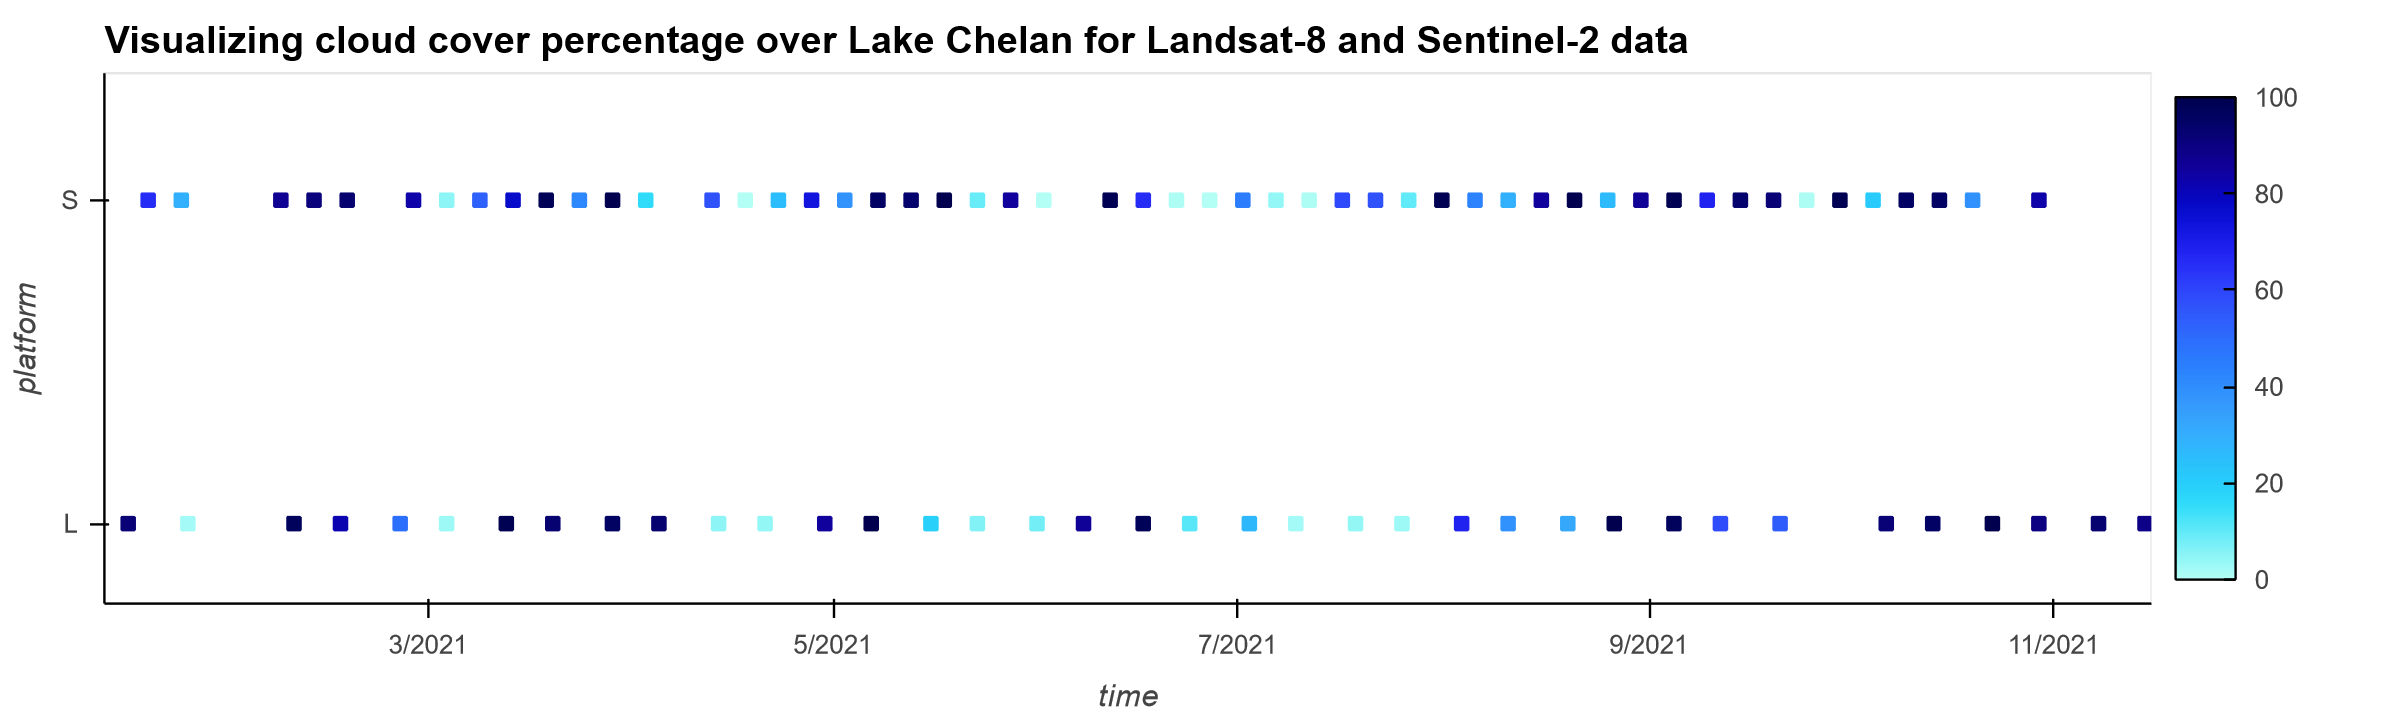 Visualizing cloud cover percentage over Lake Chelan for Landsat-8 and Sentinel-2 data
platform
S
L
3/2021
5/2021
7/2021
9/2021
11/2021
time
100
80
60
40
20
0